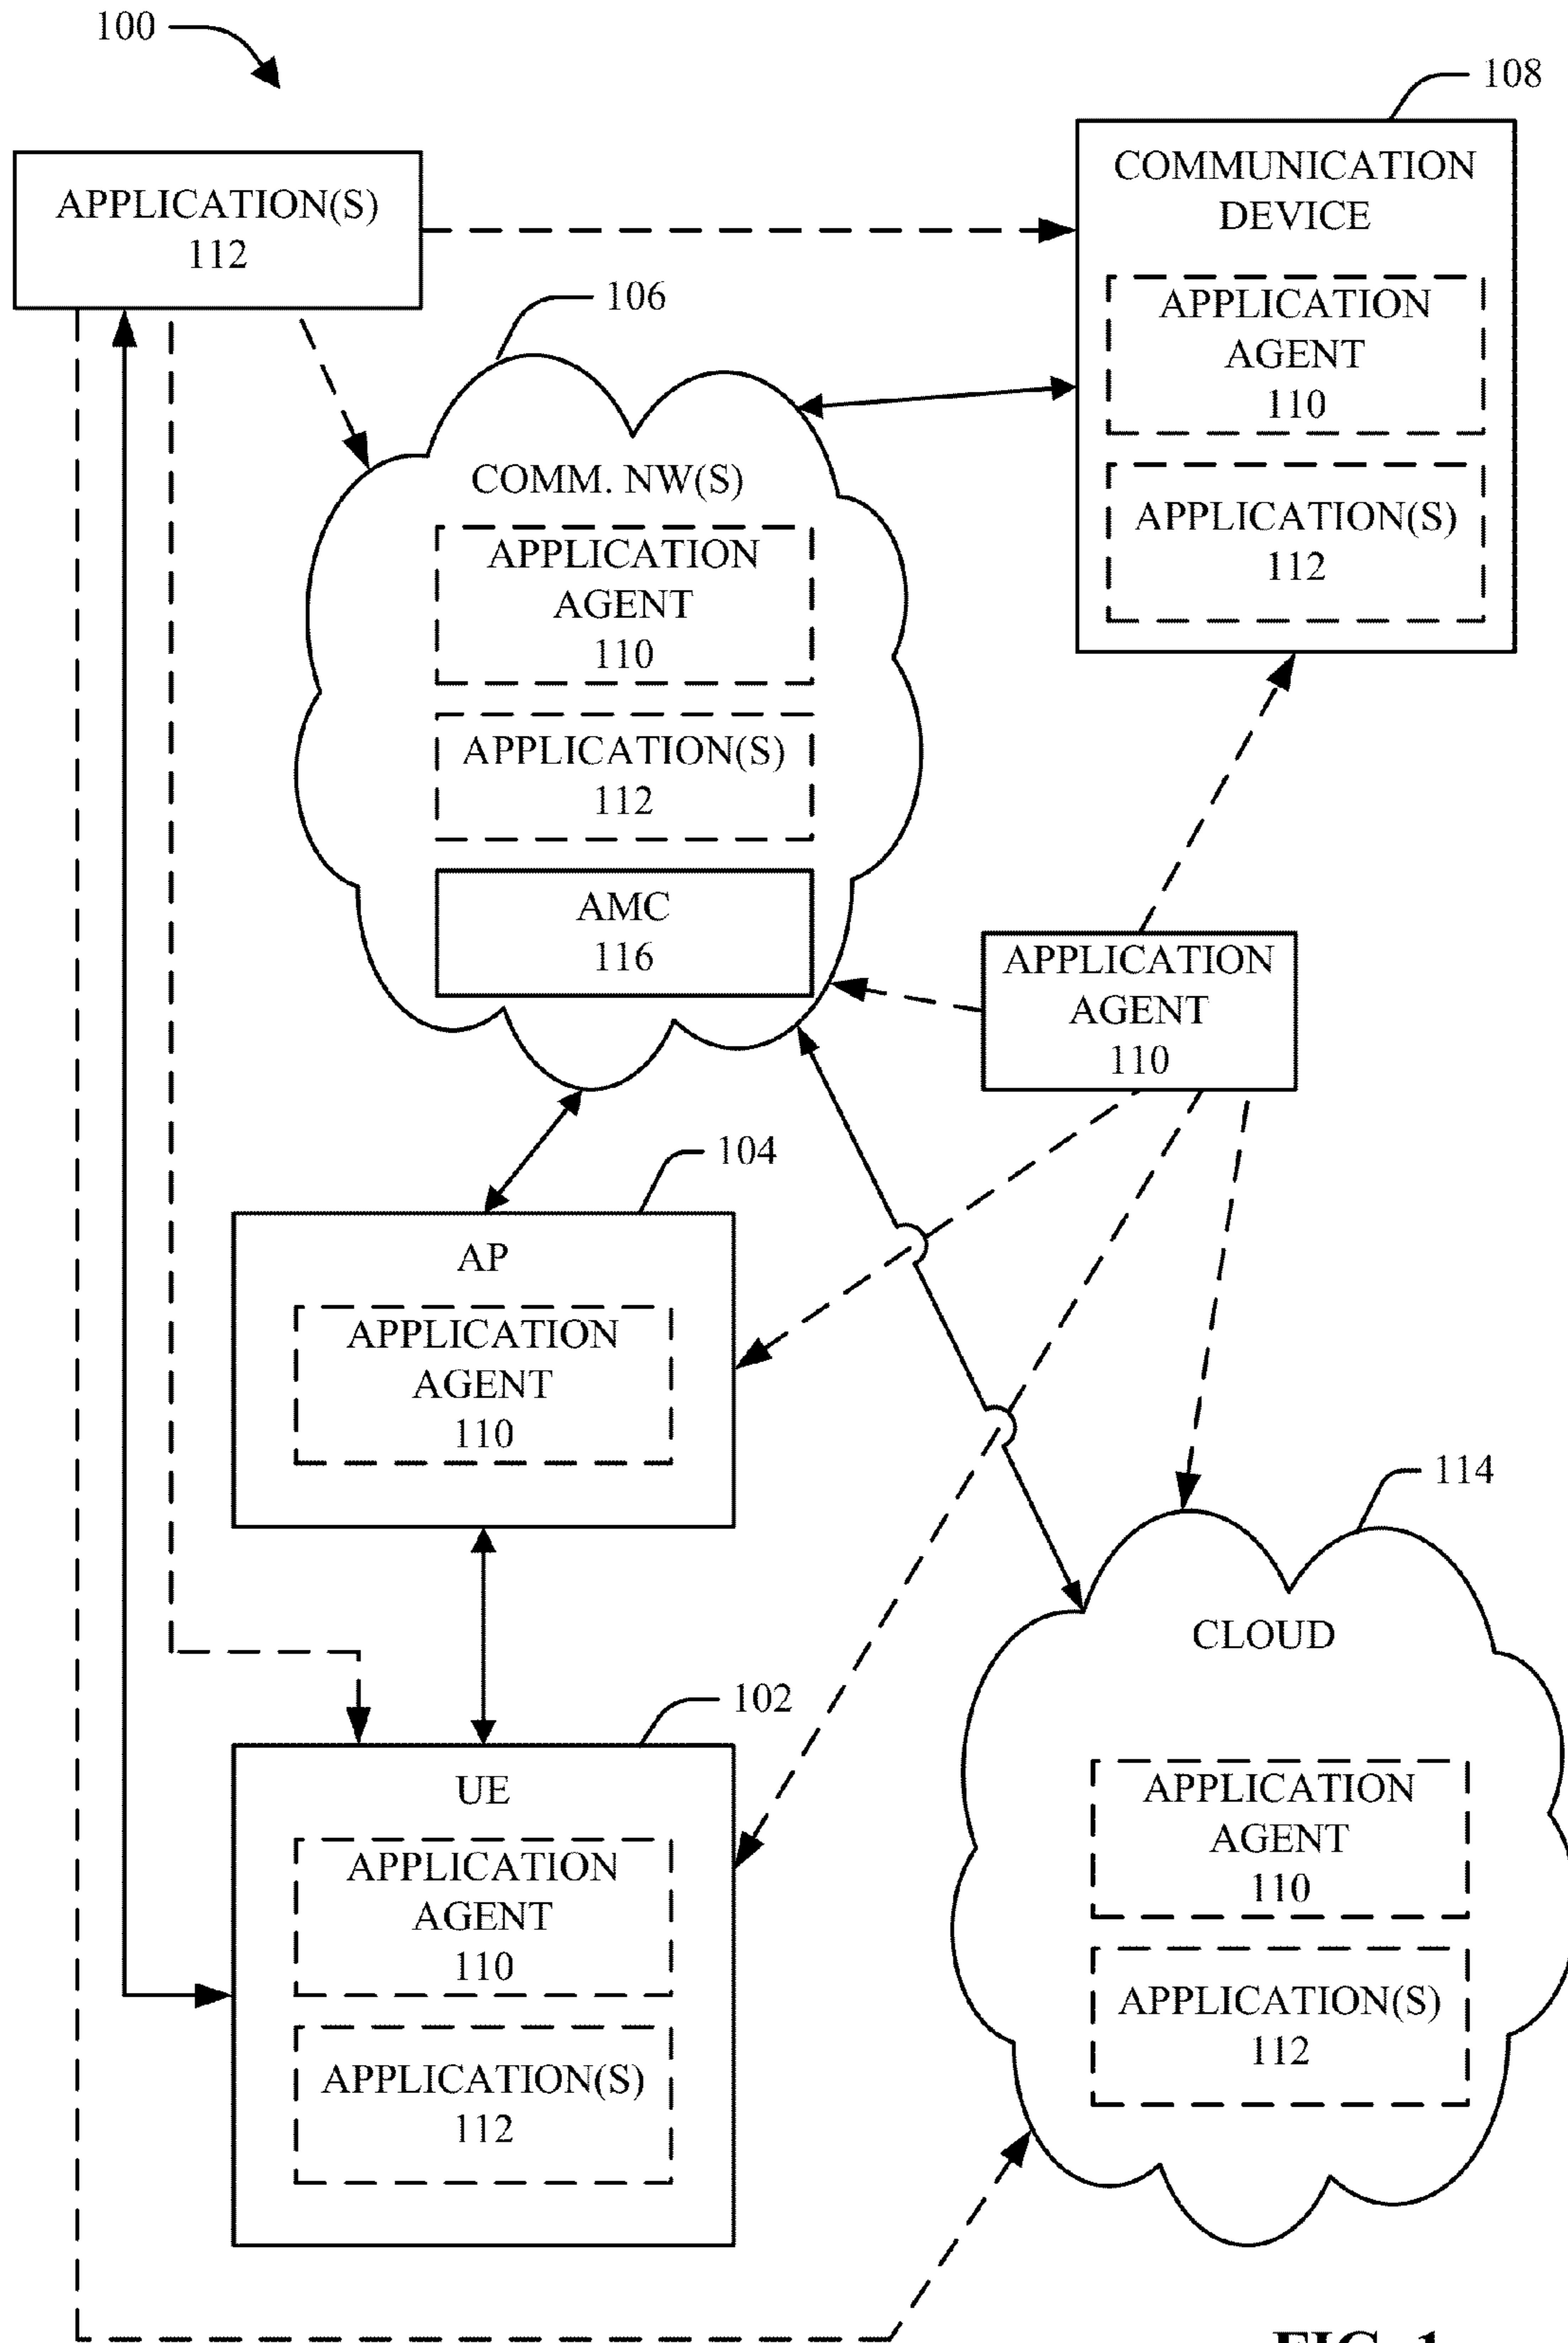 100
108
APPLICATION(S)
112
COMMUNICATION
DEVICE
APPLICATION
AGENT
110
APPLICATION(S)
112
106
COMM. NW(S)
APPLICATION
AGENT
110
APPLICATION(S)
112
AMC
116
APPLICATION
AGENT
110
104
AP
APPLICATION
AGENT
110
114
CLOUD
APPLICATION
AGENT
110
APPLICATION(S)
112
102
UE
APPLICATION
AGENT
110
APPLICATION(S)
112
FIG. 1